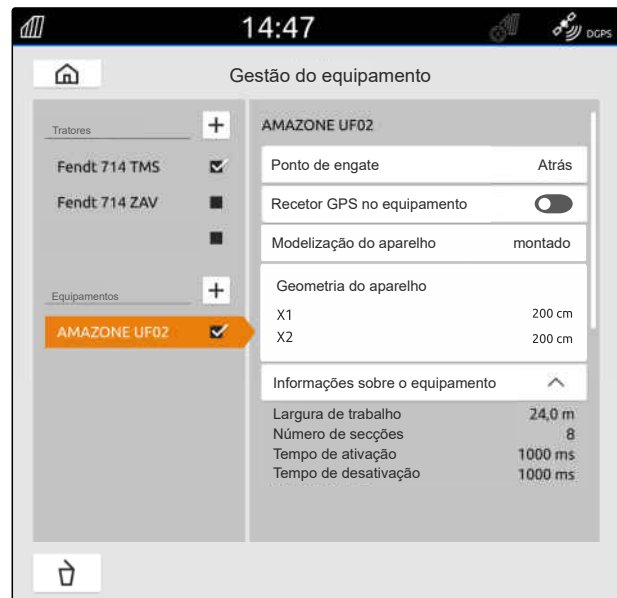 14:47
DGPS
Gestão do equipamento
Tratores
Fendt 714 TMS
Fendt 714 ZAV
Equipamentos
AMAZONE UF02
AMAZONE UF02
Ponto de engate Atrás
Recetor GPS no equipamento
Modelização do aparelho montado
Geometria do aparelho
X1 200 cm
X2 200 cm
Informações sobre o equipamento
Largura de trabalho 24,0 m
Número de secções 8
Tempo de ativação 1000 ms
Tempo de desativação 1000 ms